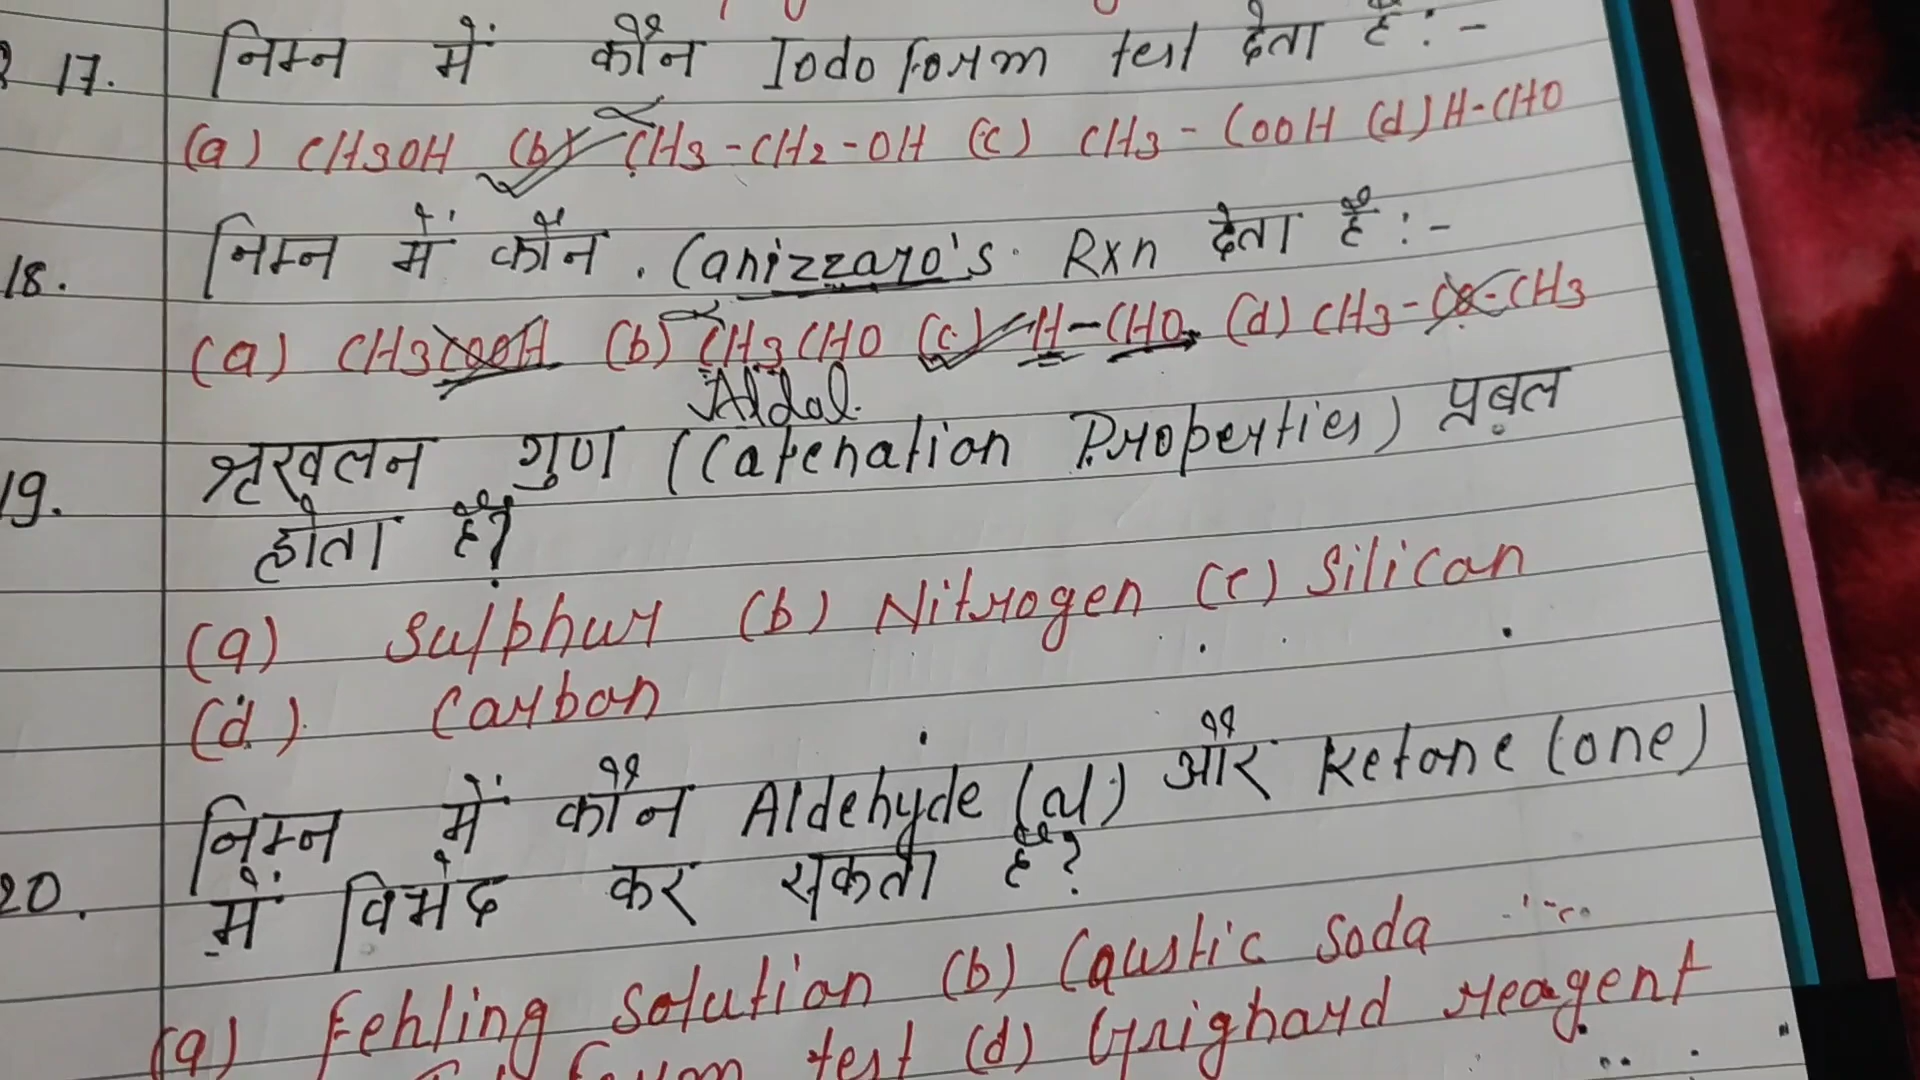 17. निम्न में कौन Iodoform test देता है :-
(a) CH3OH (b) CH3-CH2-OH (c) CH3-COOH (d) H-CHO
18. निम्न में कौन. Canizzaro's. Rxn देता है :-
(a) CH3COOH (b) CH3CHO (c) H-CHO (d) CH3-Co-CH3
Aldol.
19. श्रृखलन गुण (Catenation Properties) प्रबल
होता है?
(a) Sulphur (b) Nitrogen (c) Silican
(d). Carbon
20. निम्न में कौन Aldehyde (al) और Ketone (one)
में विभेद कर सकता है?
(a) Fehling Solution (b) Caustic Soda
form test (d) Grighard reagent